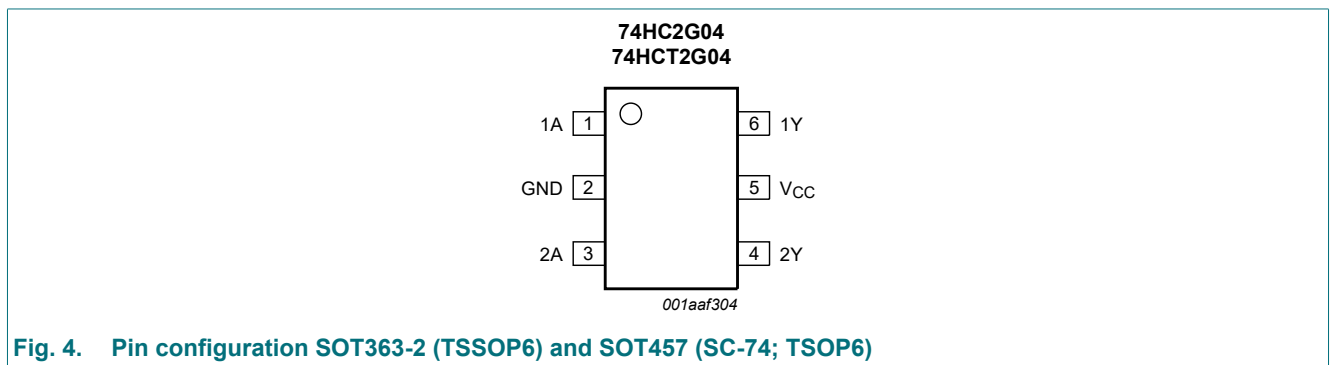 74HC2G04
74HCT2G04
1A 1 6 1Y
GND 2 5 VCC
2A 3 4 2Y
001aaf304
Fig. 4. Pin configuration SOT363-2 (TSSOP6) and SOT457 (SC-74; TSOP6)